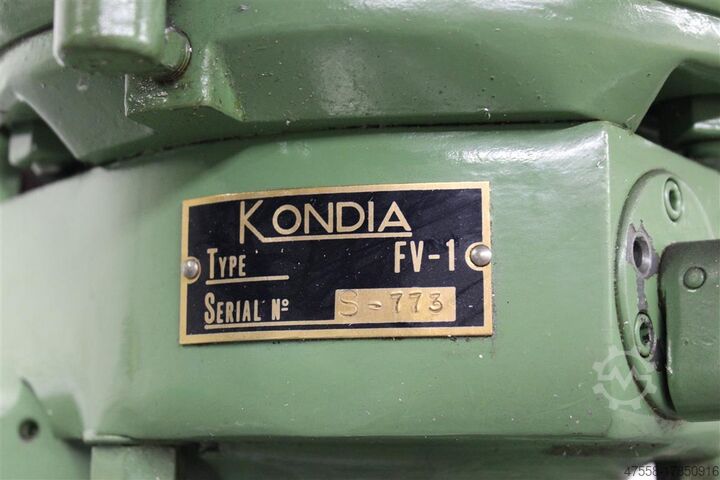 KONDIA
TYPE FV-1
SERIAL Nº S-773